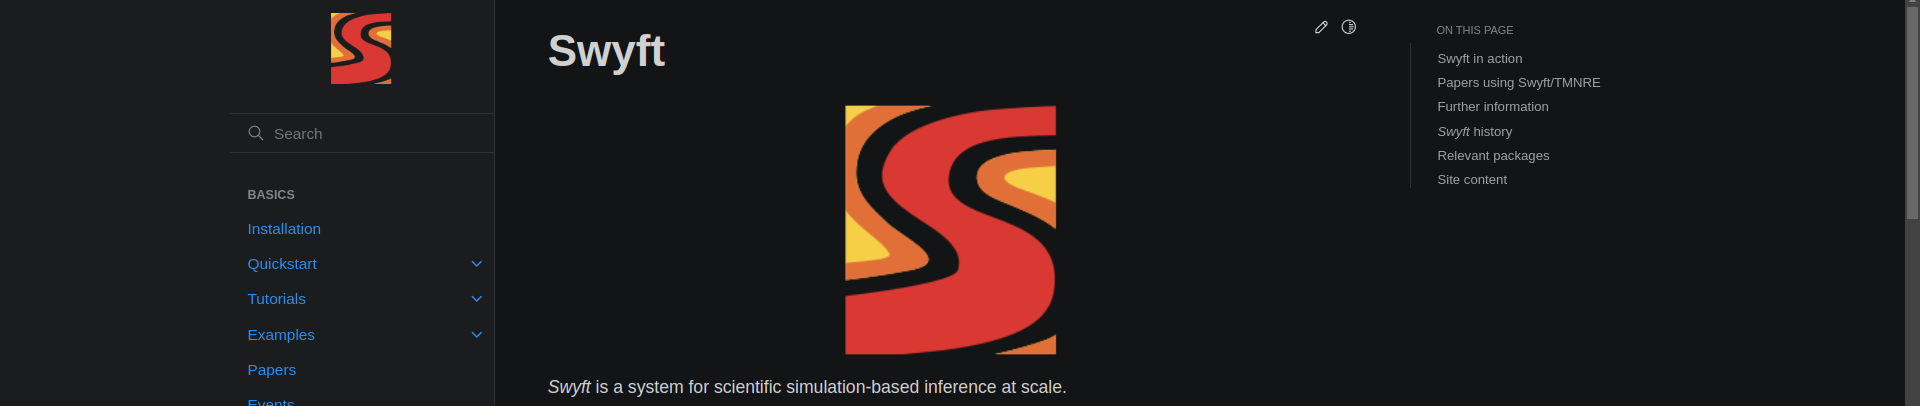 Search
BASICS
Installation
Quickstart
Tutorials
Examples
Papers
Events
Swyft
Swyft is a system for scientific simulation-based inference at scale.
ON THIS PAGE
Swyft in action
Papers using Swyft/TMNRE
Further information
Swyft history
Relevant packages
Site content